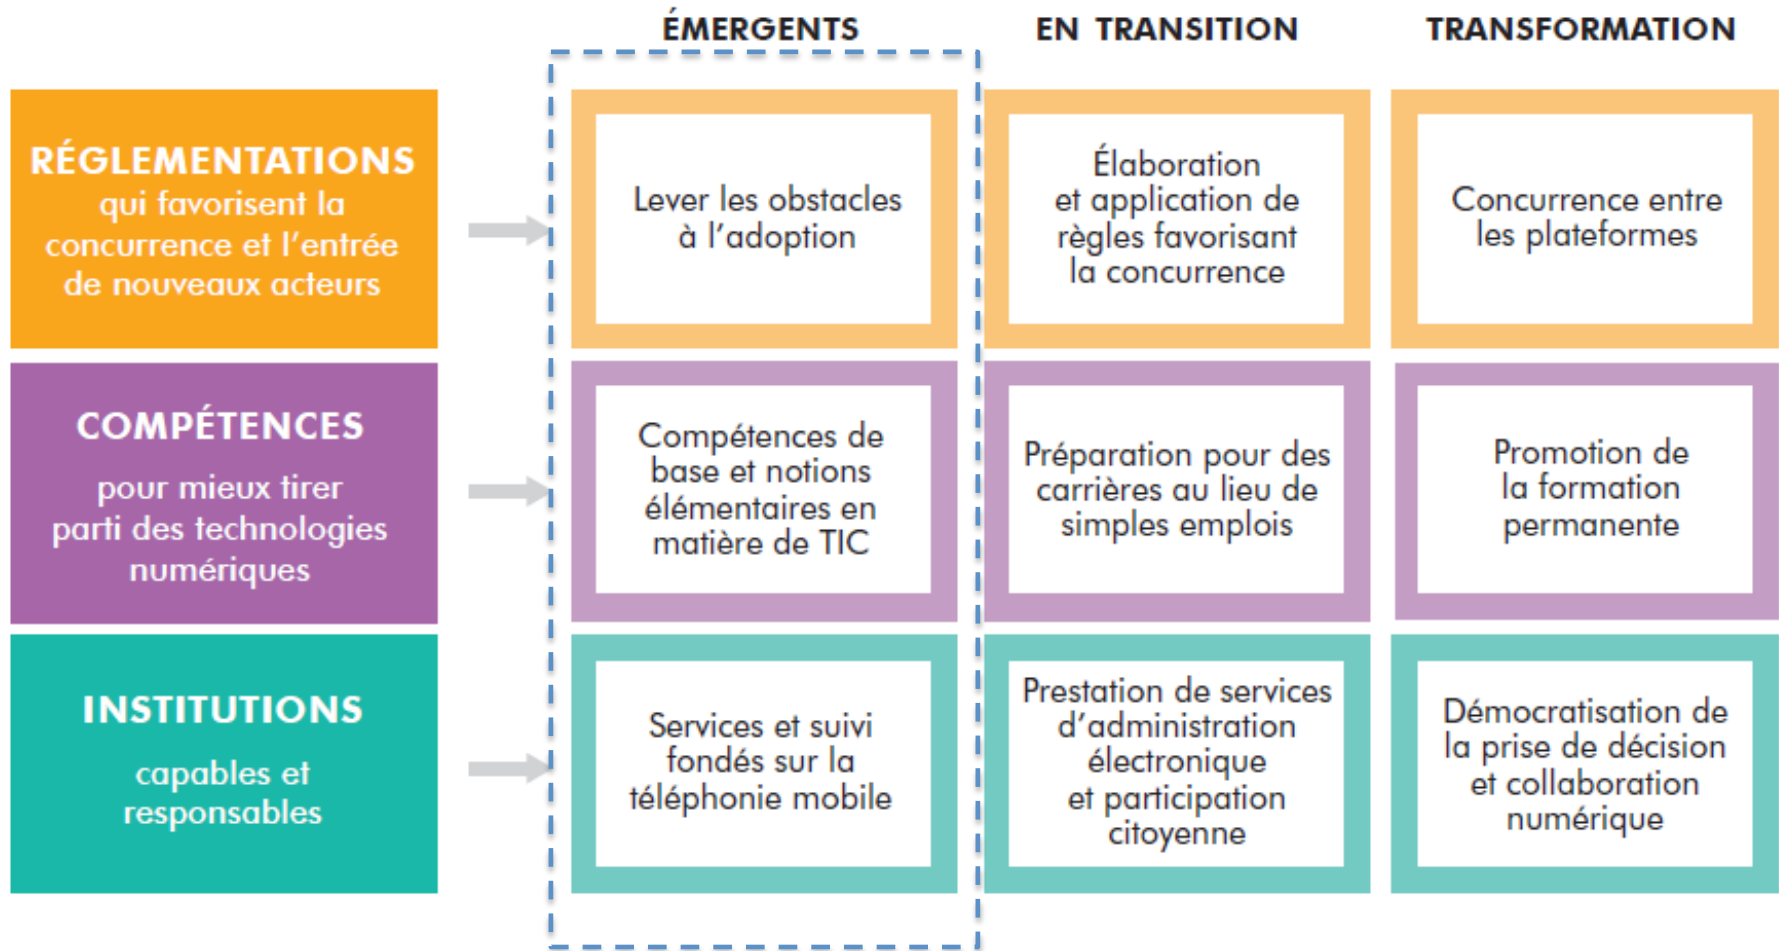 ÉMERGENTS
EN TRANSITION
TRANSFORMATION
RÉGLEMENTATIONS
qui favorisent la
concurrence et l'entrée
de nouveaux acteurs
Lever les obstacles
à l'adoption
Élaboration
et application de
règles favorisant
la concurrence
Concurrence entre
les plateformes
COMPÉTENCES
pour mieux tirer
parti des technologies
numériques
Compétences de
base et notions
élémentaires en
matière de TIC
Préparation pour des
carrières au lieu de
simples emplois
Promotion de
la formation
permanente
INSTITUTIONS
capables et
responsables
Services et suivi
fondés sur la
téléphonie mobile
Prestation de services
d'administration
électronique
et participation
citoyenne
Démocratisation de
la prise de décision
et collaboration
numérique